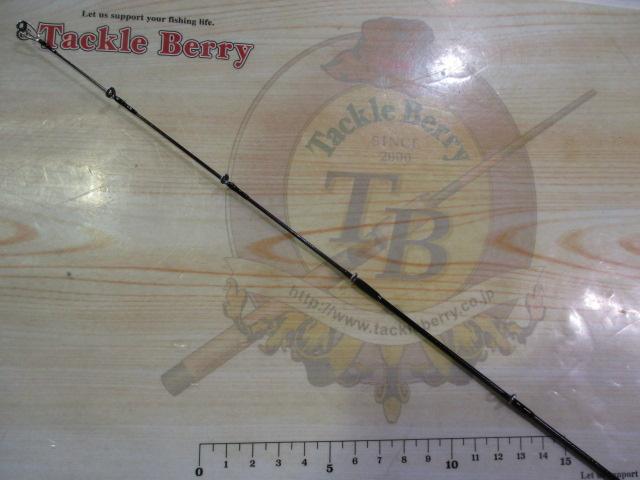 Let us support your fishing life.
Tackle Berry
Tackle Berry
SINCE
2000
TB
http://www.tackleberry.co.jp
0 1 2 3 4 5 6 7 8 9 10 11 12 13 14 15
Let us support